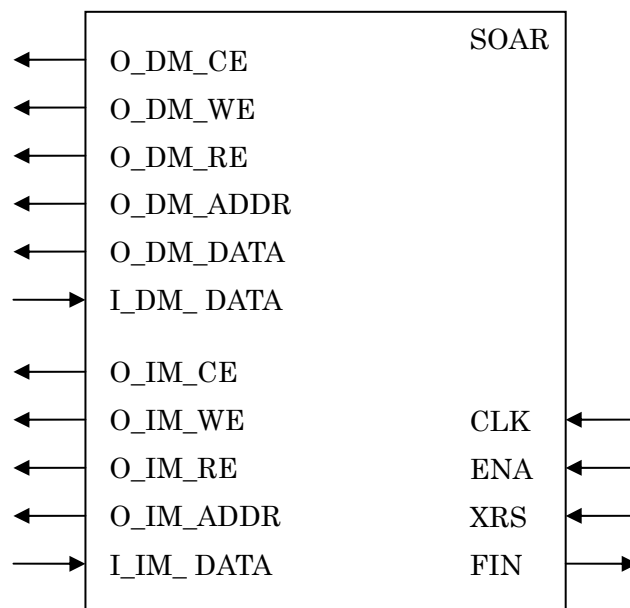 SOAR
O_DM_CE
O_DM_WE
O_DM_RE
O_DM_ADDR
O_DM_DATA
I_DM_ DATA
O_IM_CE
O_IM_WE
O_IM_RE
O_IM_ADDR
I_IM_ DATA
CLK
ENA
XRS
FIN